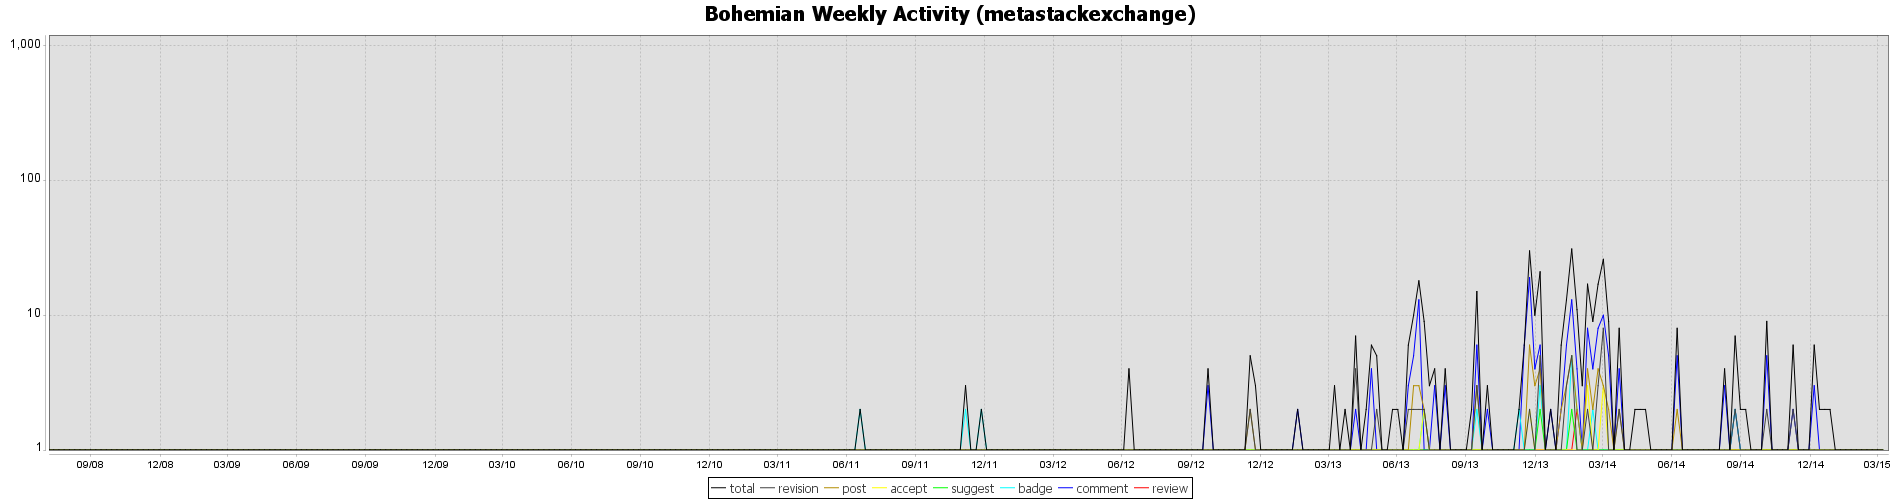 Bohemian Weekly Activity (metastackexchange)
1,000
100
10
1
09/08 12/08 03/09 06/09 09/09 12/09 03/10 06/10 09/10 12/10 03/11 06/11 09/11 12/11 03/12 06/12 09/12 12/12 03/13 06/13 09/13 12/13 03/14 06/14 09/14 12/14 03/15
total revision post accept suggest badge comment review